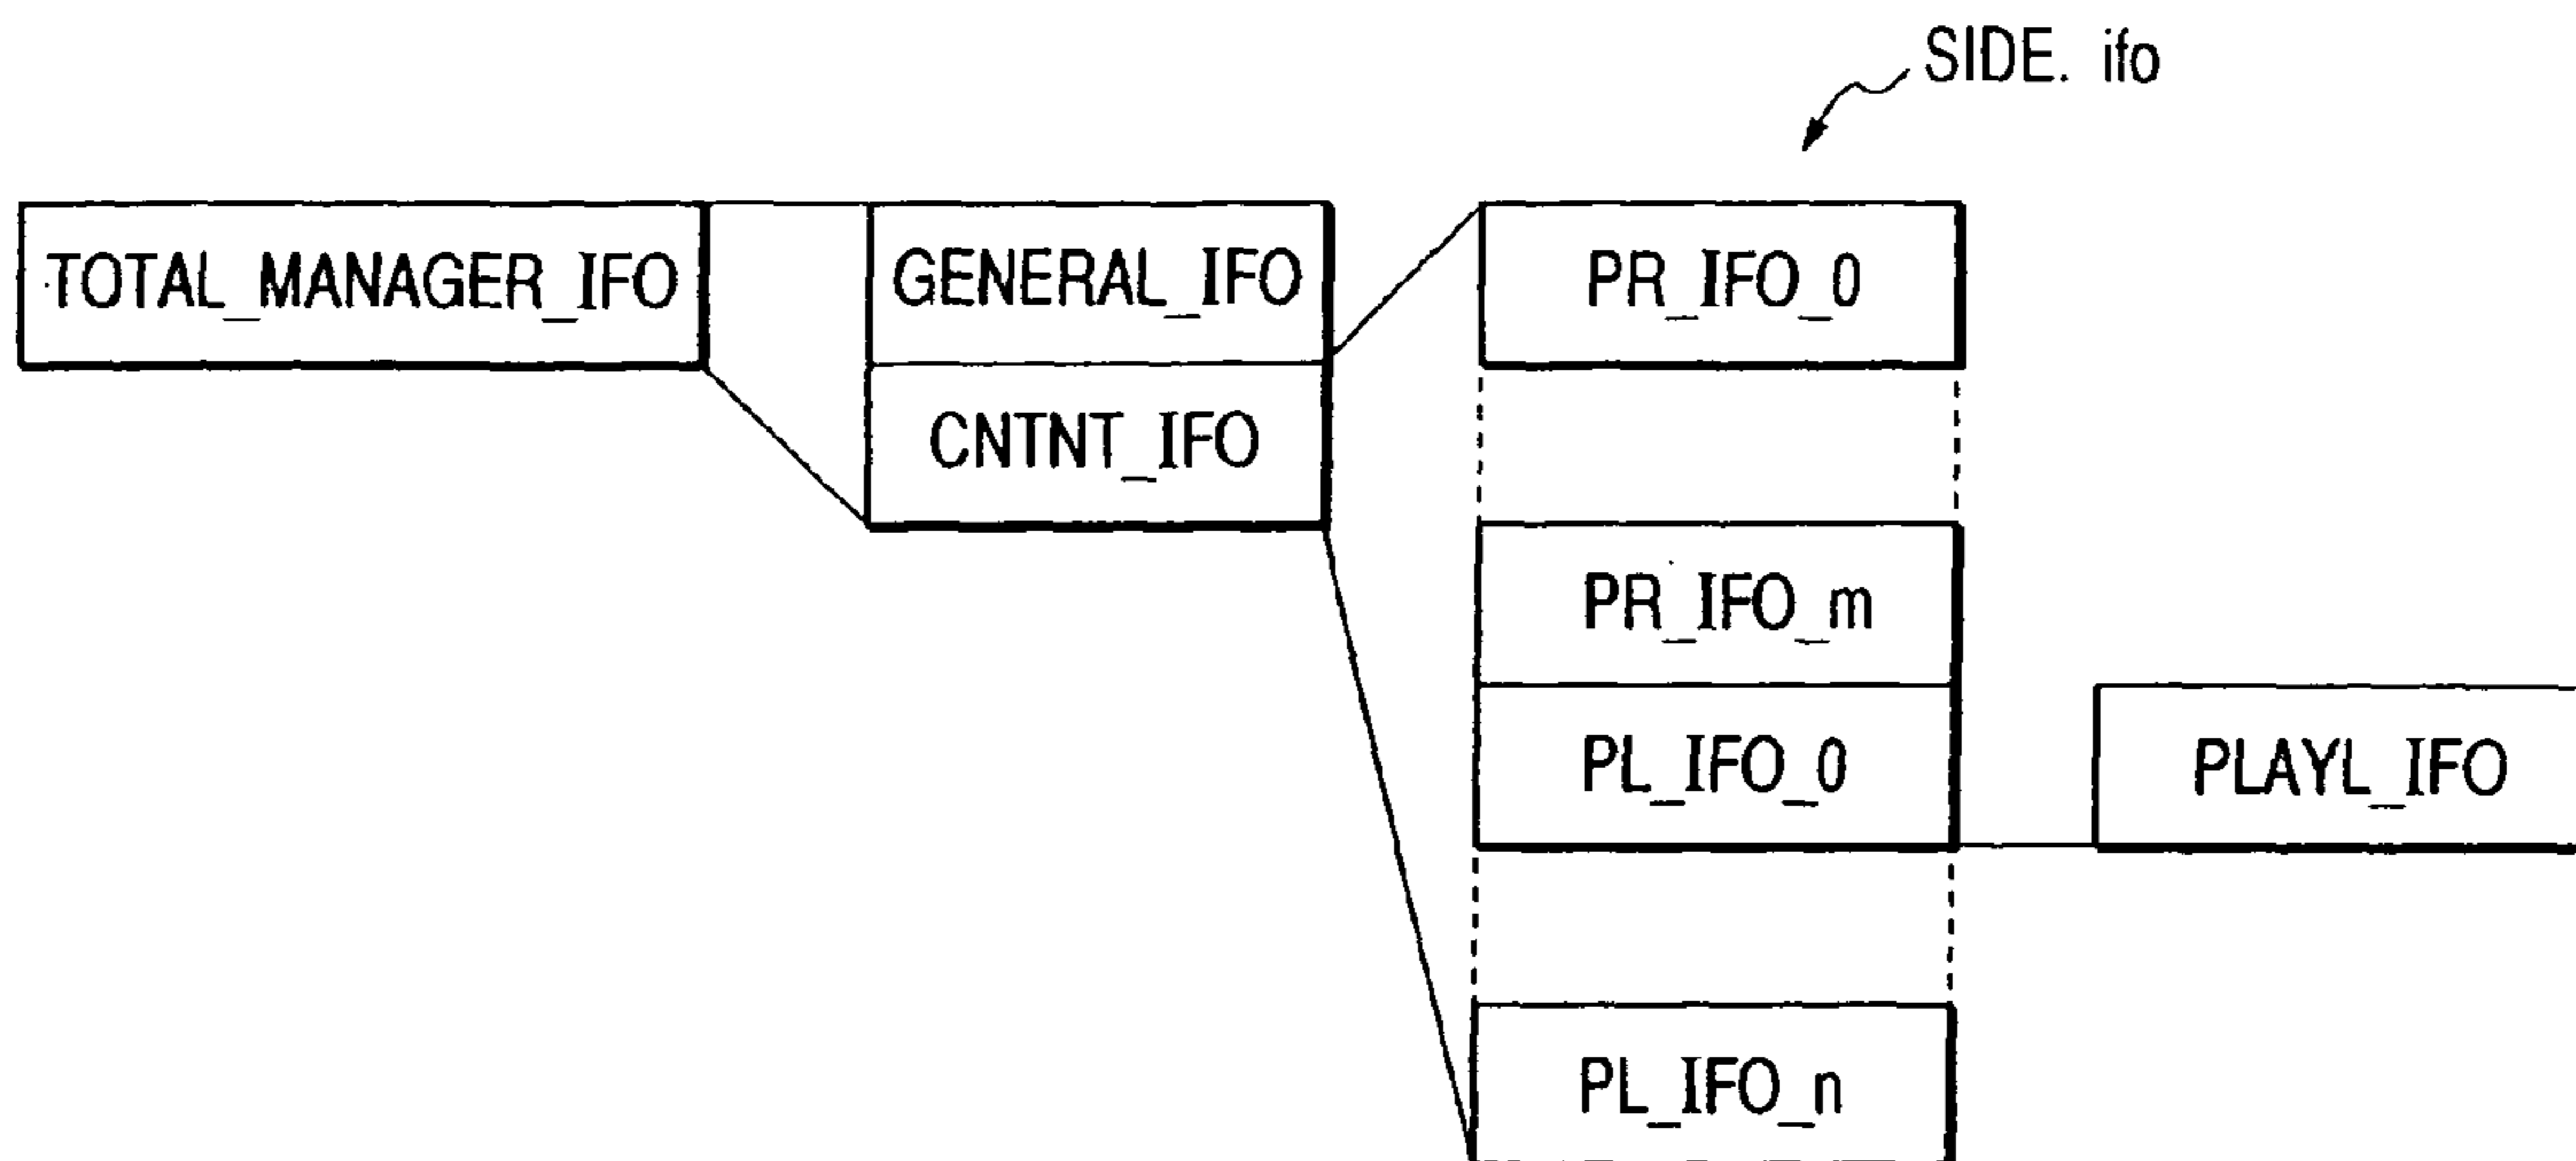 SIDE. ifo
TOTAL_MANAGER_IFO
GENERAL_IFO
CNTNT_IFO
PR_IFO_0
PR_IFO_m
PL_IFO_0
PL_IFO_n
PLAYL_IFO